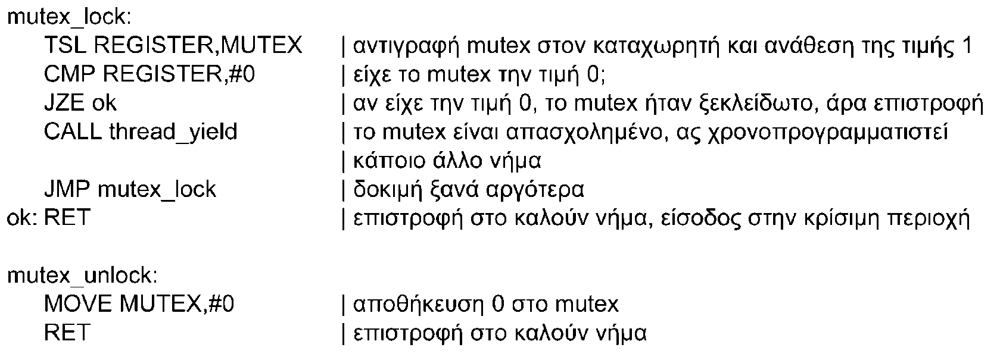 mutex_lock:
TSL REGISTER,MUTEX | αντιγραφή mutex στον καταχωρητή και ανάθεση της τιμής 1
CMP REGISTER,#0 | είχε το mutex την τιμή 0;
JZE ok | αν είχε την τιμή 0, το mutex ήταν ξεκλείδωτο, άρα επιστροφή
CALL thread_yield | το mutex είναι απασχολημένο, ας χρονοπρογραμματιστεί
| κάποιο άλλο νήμα
JMP mutex_lock | δοκιμή ξανά αργότερα
ok: RET | επιστροφή στο καλούν νήμα, είσοδος στην κρίσιμη περιοχή
mutex_unlock:
MOVE MUTEX,#0 | αποθήκευση 0 στο mutex
RET | επιστροφή στο καλούν νήμα